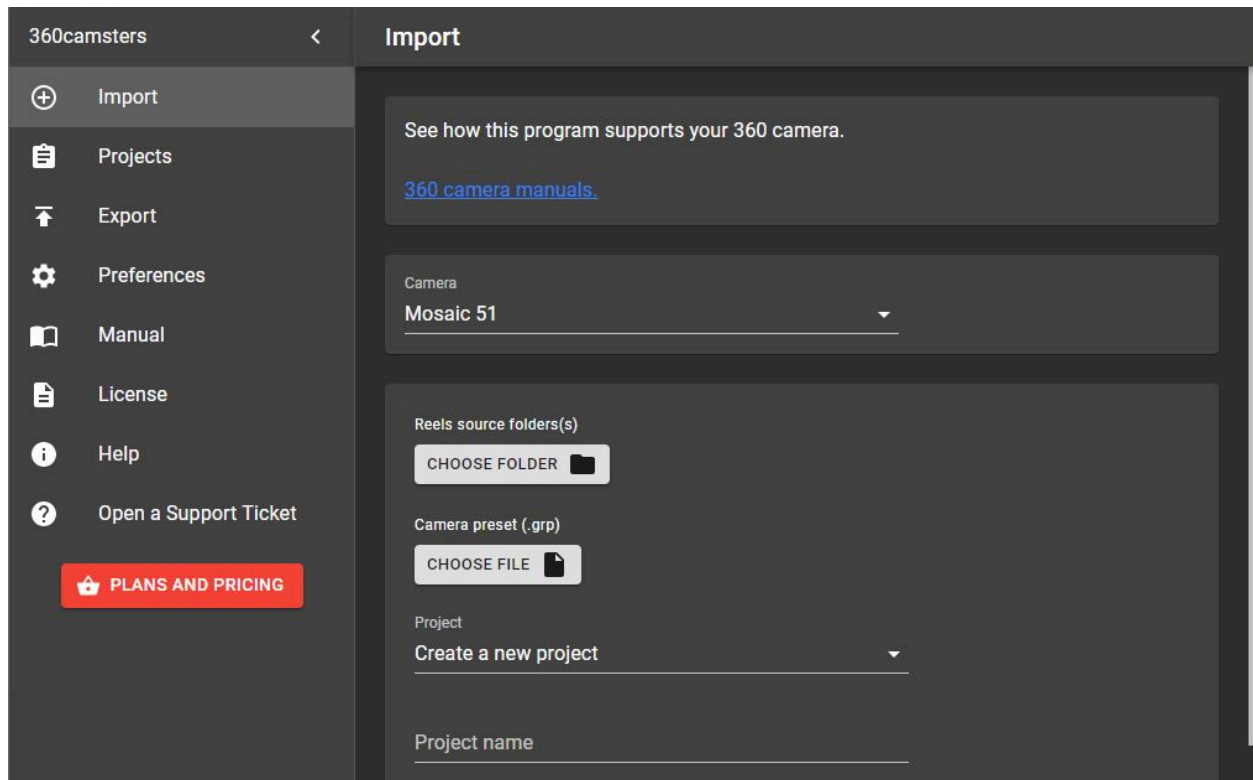 360camsters
Import
Projects
Export
Preferences
Manual
License
Help
Open a Support Ticket
PLANS AND PRICING
Import
See how this program supports your 360 camera.
360 camera manuals.
Camera
Mosaic 51
Reels source folders(s)
CHOOSE FOLDER
Camera preset (.grp)
CHOOSE FILE
Project
Create a new project
Project name